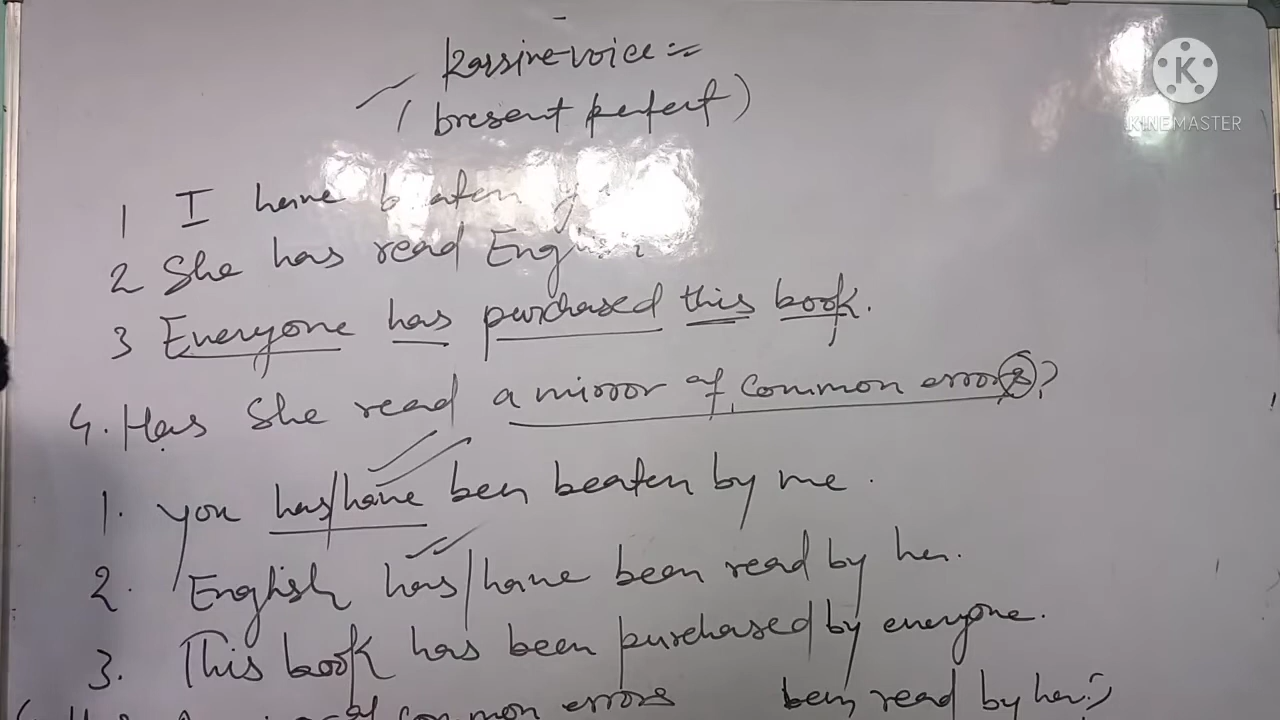 Passive voice =
(present perfect)
KINEMASTER
1 I have beaten
2 She has read
3 Everyone has purchased this book.
4. Has She read a mirror of common errors?
1. you has/have been beaten by me.
2. English has/have been read by her.
3. This book has been purchased by everyone.
of common errors been read by her?